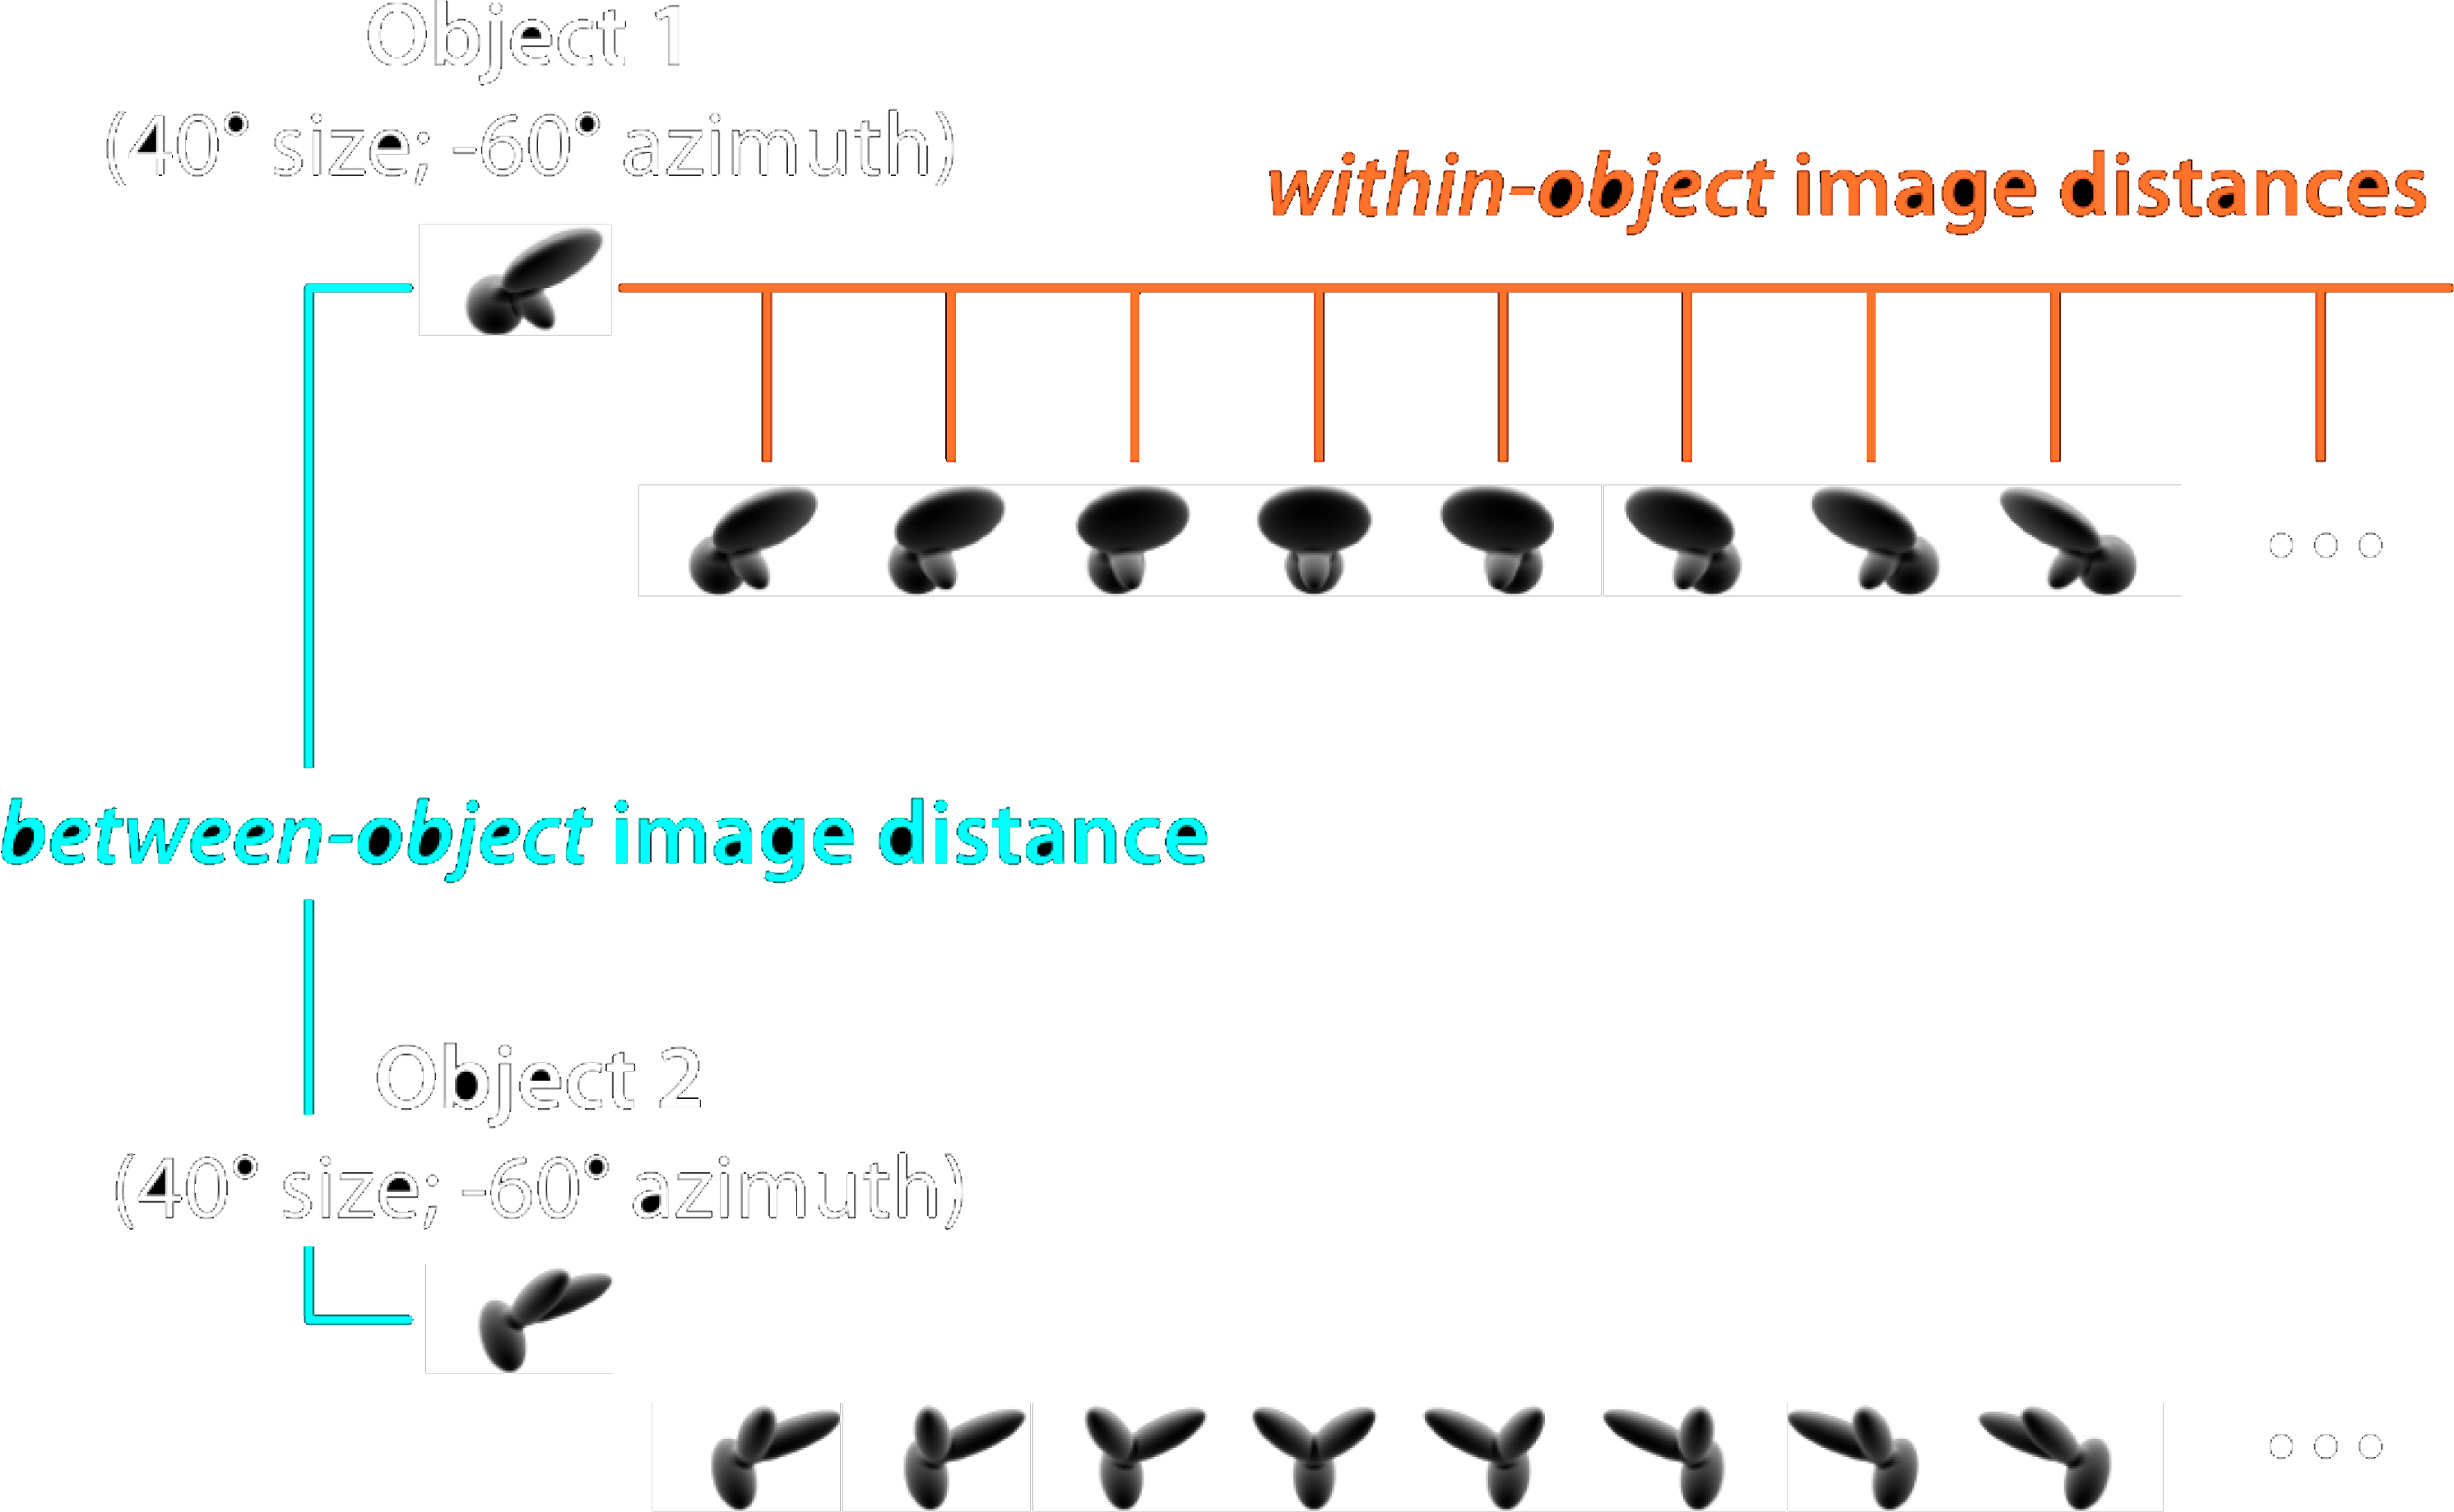 Object 1
(40° size; -60° azimuth)
within-object image distances
between-object image distance
Object 2
(40° size; -60° azimuth)